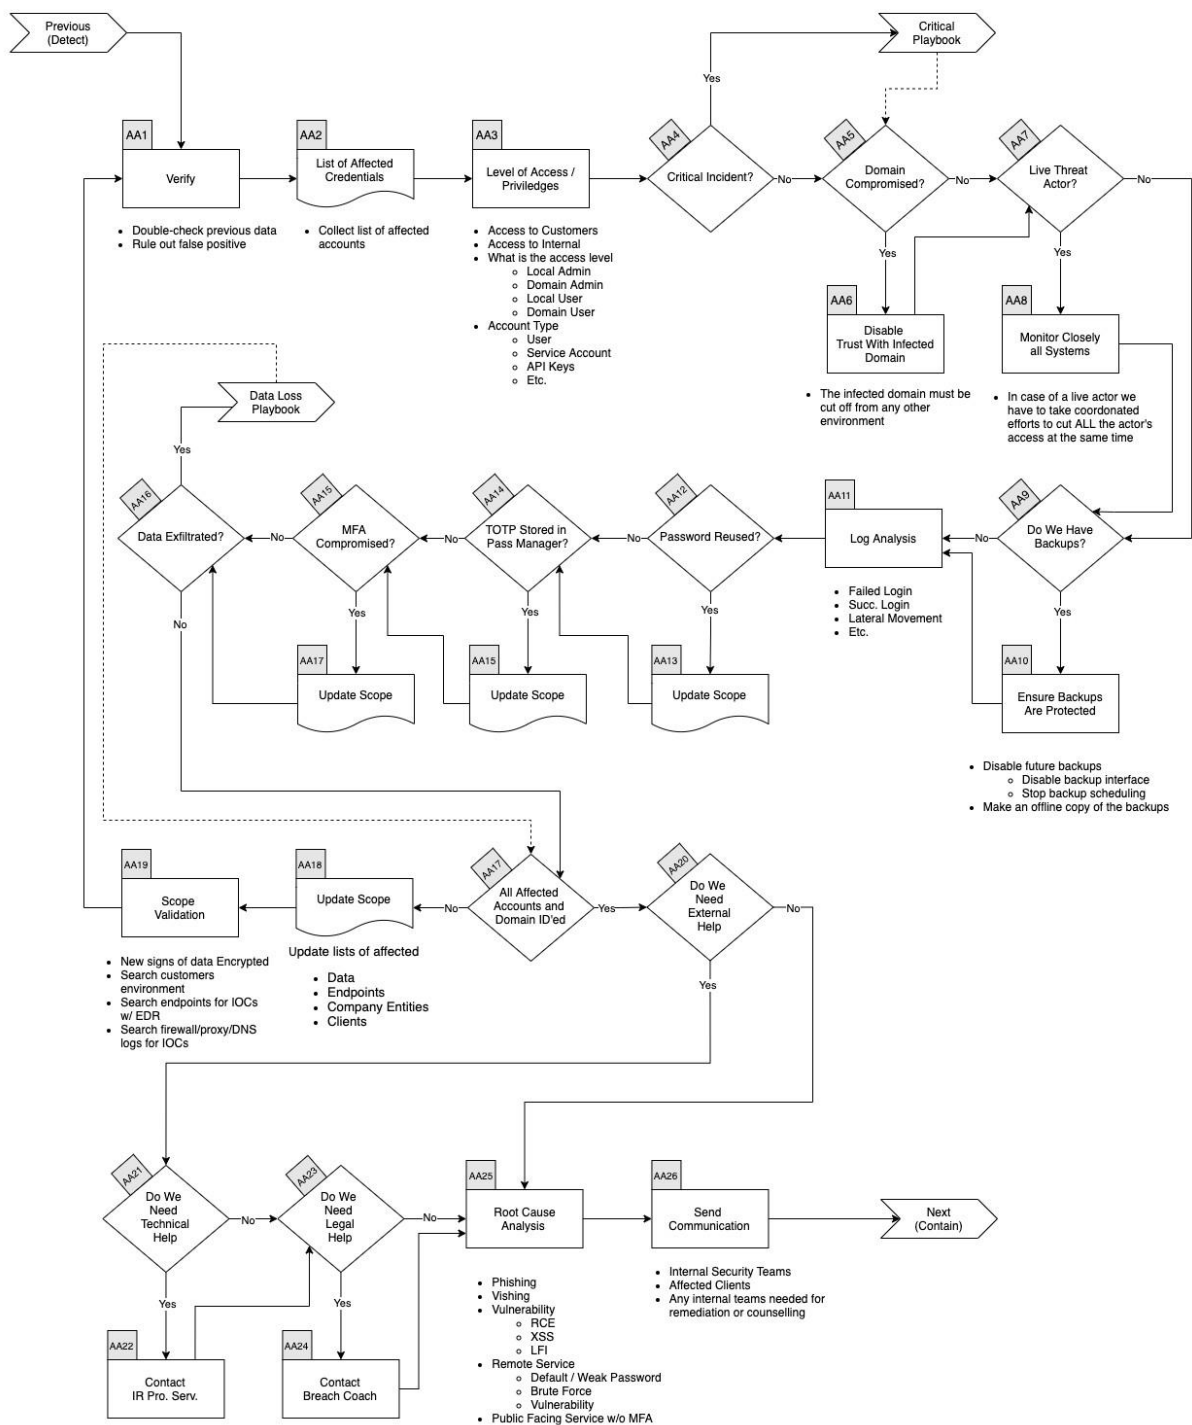 Previous
(Detect)
Critical
Playbook
Yes
AA1
Verify
• Double-check previous data
• Rule out false positive
AA2
List of Affected
Credentials
• Collect list of affected
accounts
AA3
Level of Access /
Priviledges
• Access to Customers
• Access to Internal
• What is the access level
○ Local Admin
○ Domain Admin
○ Local User
○ Domain User
• Account Type
○ User
○ Service Account
○ API Keys
○ Etc.
AA4
Critical Incident?
No
AA5
Domain
Compromised?
No
Yes
AA6
Disable
Trust With Infected
Domain
• The infected domain must be
cut off from any other
environment
AA7
Live Threat
Actor?
No
Yes
AA8
Monitor Closely
all Systems
• In case of a live actor we
have to take coordonated
efforts to cut ALL the actor's
access at the same time
Data Loss
Playbook
Yes
AA16
Data Exfiltrated?
No
No
AA15
MFA
Compromised?
Yes
No
AA14
TOTP Stored in
Pass Manager?
Yes
No
AA12
Password Reused?
Yes
AA11
Log Analysis
• Failed Login
• Succ. Login
• Lateral Movement
• Etc.
No
AA9
Do We Have
Backups?
Yes
AA17
Update Scope
AA15
Update Scope
AA13
Update Scope
AA10
Ensure Backups
Are Protected
• Disable future backups
○ Disable backup interface
○ Stop backup scheduling
• Make an offline copy of the backups
AA19
Scope
Validation
• New signs of data Encrypted
• Search customers
environment
• Search endpoints for IOCs
w/ EDR
• Search firewall/proxy/DNS
logs for IOCs
AA18
Update Scope
Update lists of affected
• Data
• Endpoints
• Company Entities
• Clients
No
AA17
All Affected
Accounts and
Domain ID'ed
Yes
AA20
Do We
Need
External
Help
No
Yes
AA21
Do We
Need
Technical
Help
No
Yes
AA22
Contact
IR Pro. Serv.
AA23
Do We
Need
Legal
Help
No
Yes
AA24
Contact
Breach Coach
AA25
Root Cause
Analysis
• Phishing
• Vishing
• Vulnerability
○ RCE
○ XSS
○ LFI
• Remote Service
○ Default / Weak Password
○ Brute Force
○ Vulnerability
• Public Facing Service w/o MFA
AA26
Send
Communication
• Internal Security Teams
• Affected Clients
• Any internal teams needed for
remediation or counselling
Next
(Contain)